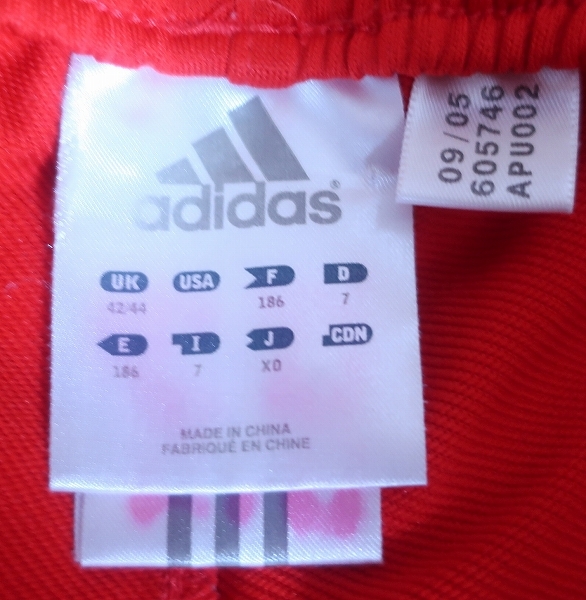 adidas®
UK USA F D
42/44 186 7
E I J CDN
186 7 XO
MADE IN CHINA
FABRIQUÉ EN CHINE
09/05
605746
APU002